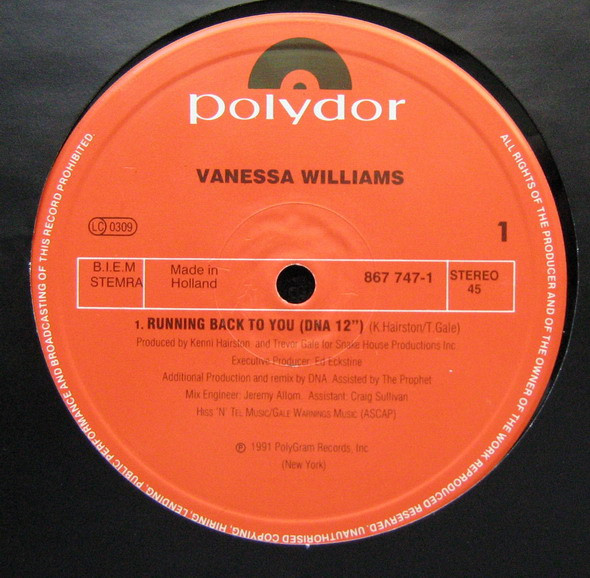 polydor
VANESSA WILLIAMS
LC 0309
1
B.I.E.M
STEMRA
Made in
Holland
867 747-1
STEREO
45
1. RUNNING BACK TO YOU (DNA 12") (K.Hairston/T.Gale)
Produced by Kenni Hairston, and Trevor Gale for Snake House Productions Inc.
Executive Producer: Ed Eckstine
Additional Production and remix by DNA. Assisted by The Prophet
Mix Engineer: Jeremy Allom. Assistant: Craig Sullivan
HISS 'N' TEL MUSIC/GALE WARNINGS MUSIC (ASCAP)
℗ 1991 PolyGram Records, Inc
(New York)
ALL RIGHTS OF THE PRODUCER AND OF THE OWNER OF THE WORK REPRODUCED RESERVED. UNAUTHORISED COPYING, HIRING, LENDING, PUBLIC PERFORMANCE AND BROADCASTING OF THIS RECORD PROHIBITED.